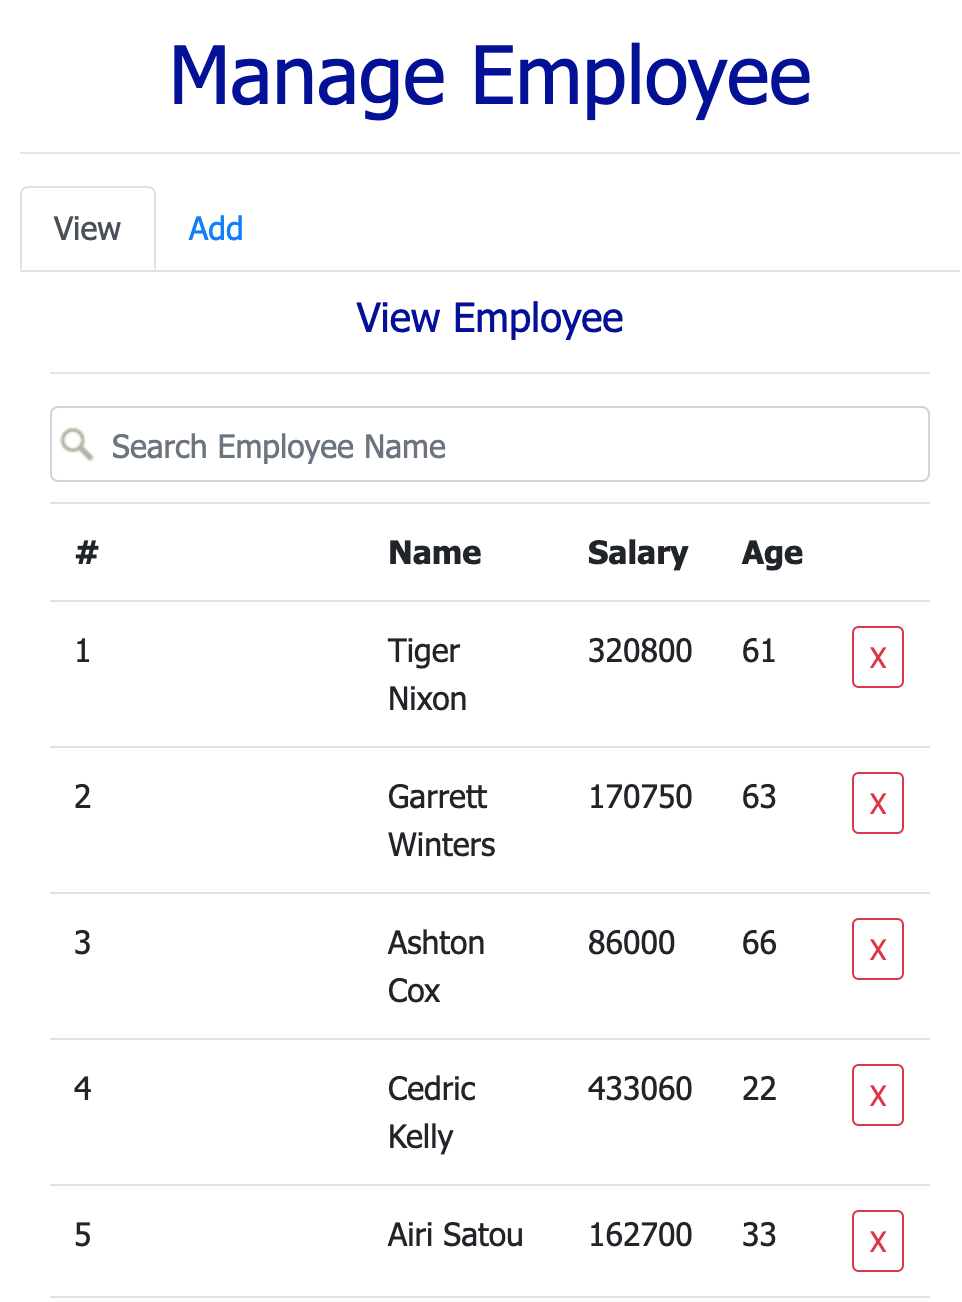 Manage Employee
View Add
View Employee
Search Employee Name
# Name Salary Age
1 Tiger 320800 61 X
Nixon
2 Garrett 170750 63 X
Winters
3 Ashton 86000 66 X
Cox
4 Cedric 433060 22 X
Kelly
5 Airi Satou 162700 33 X